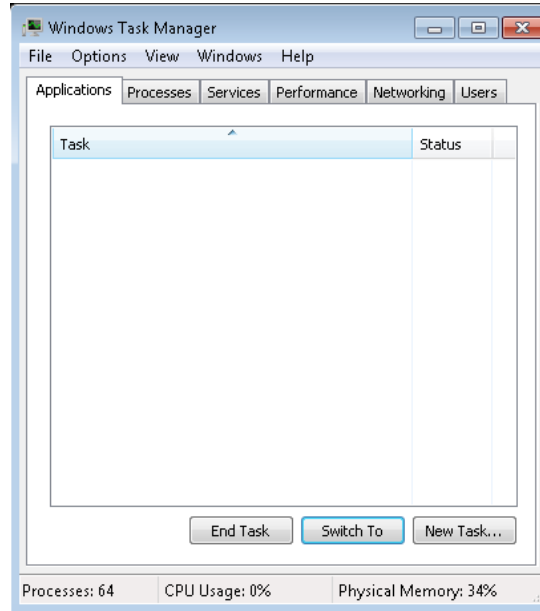 Windows Task Manager
File Options View Windows Help
Applications Processes Services Performance Networking Users
Task Status
End Task Switch To New Task...
Processes: 64 CPU Usage: 0% Physical Memory: 34%